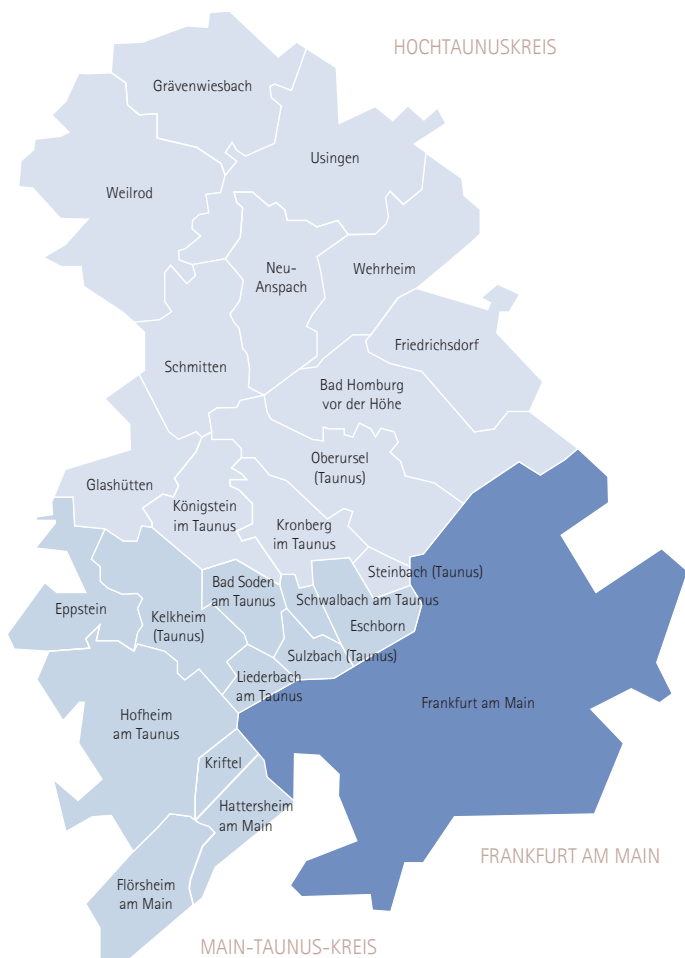 HOCHTAUNUSKREIS
Grävenwiesbach
Usingen
Weilrod
Neu-
Anspach
Wehrheim
Friedrichsdorf
Schmitten
Bad Homburg
vor der Höhe
Oberursel
(Taunus)
Glashütten
Königstein
im Taunus
Kronberg
im Taunus
Steinbach (Taunus)
Bad Soden
am Taunus
Schwalbach am Taunus
Eppstein
Kelkheim
(Taunus)
Eschborn
Sulzbach (Taunus)
Liederbach
am Taunus
Frankfurt am Main
Hofheim
am Taunus
Kriftel
Hattersheim
am Main
FRANKFURT AM MAIN
Flörsheim
am Main
MAIN-TAUNUS-KREIS